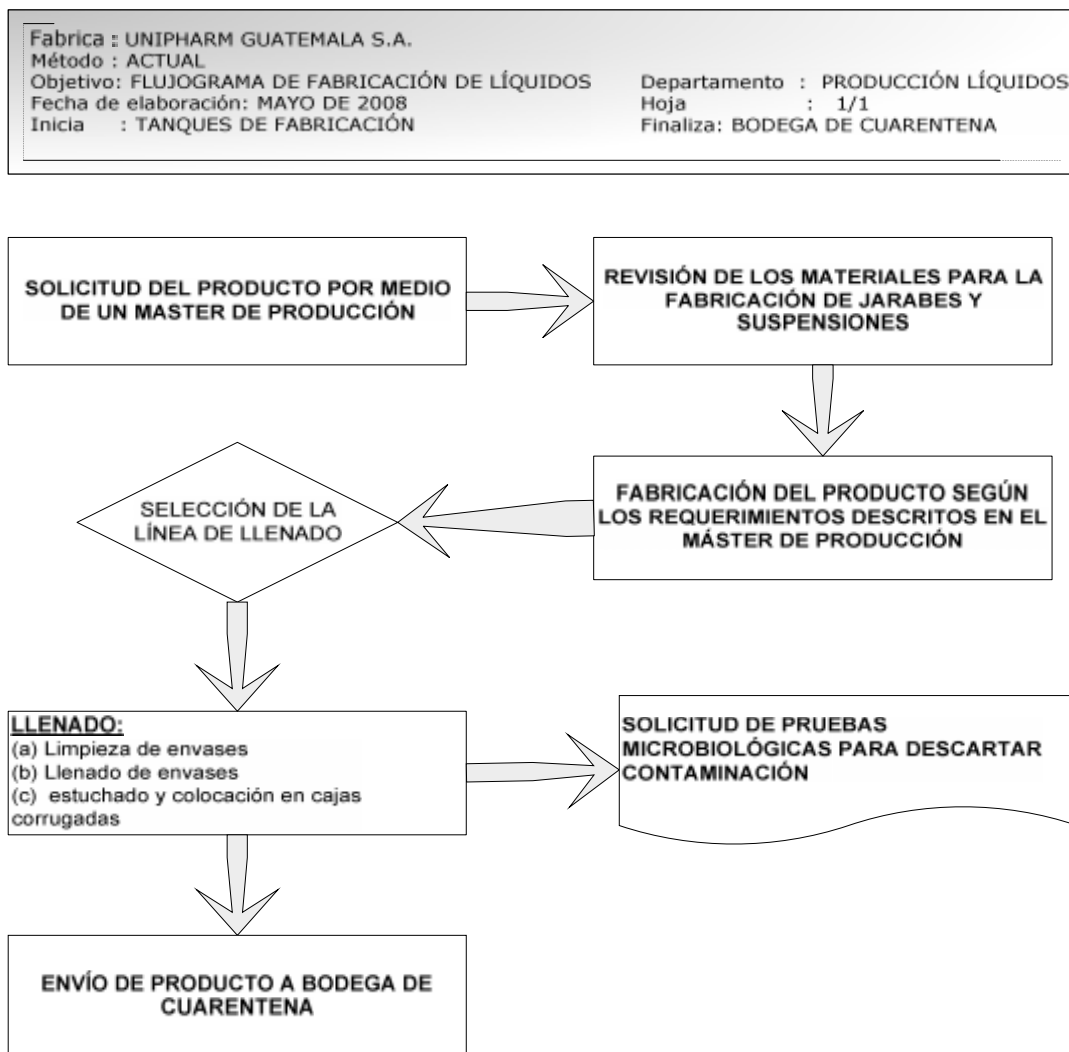 Fabrica : UNIPHARM GUATEMALA S.A.
Método : ACTUAL
Objetivo: FLUJOGRAMA DE FABRICACIÓN DE LÍQUIDOS Departamento : PRODUCCIÓN LÍQUIDOS
Fecha de elaboración: MAYO DE 2008 Hoja : 1/1
Inicia : TANQUES DE FABRICACIÓN Finaliza: BODEGA DE CUARENTENA
SOLICITUD DEL PRODUCTO POR MEDIO
DE UN MASTER DE PRODUCCIÓN
REVISIÓN DE LOS MATERIALES PARA LA
FABRICACIÓN DE JARABES Y
SUSPENSIONES
FABRICACIÓN DEL PRODUCTO SEGÚN
LOS REQUERIMIENTOS DESCRITOS EN EL
MÁSTER DE PRODUCCIÓN
SELECCIÓN DE LA
LÍNEA DE LLENADO
LLENADO:
(a) Limpieza de envases
(b) Llenado de envases
(c) estuchado y colocación en cajas
corrugadas
SOLICITUD DE PRUEBAS
MICROBIOLÓGICAS PARA DESCARTAR
CONTAMINACIÓN
ENVÍO DE PRODUCTO A BODEGA DE
CUARENTENA